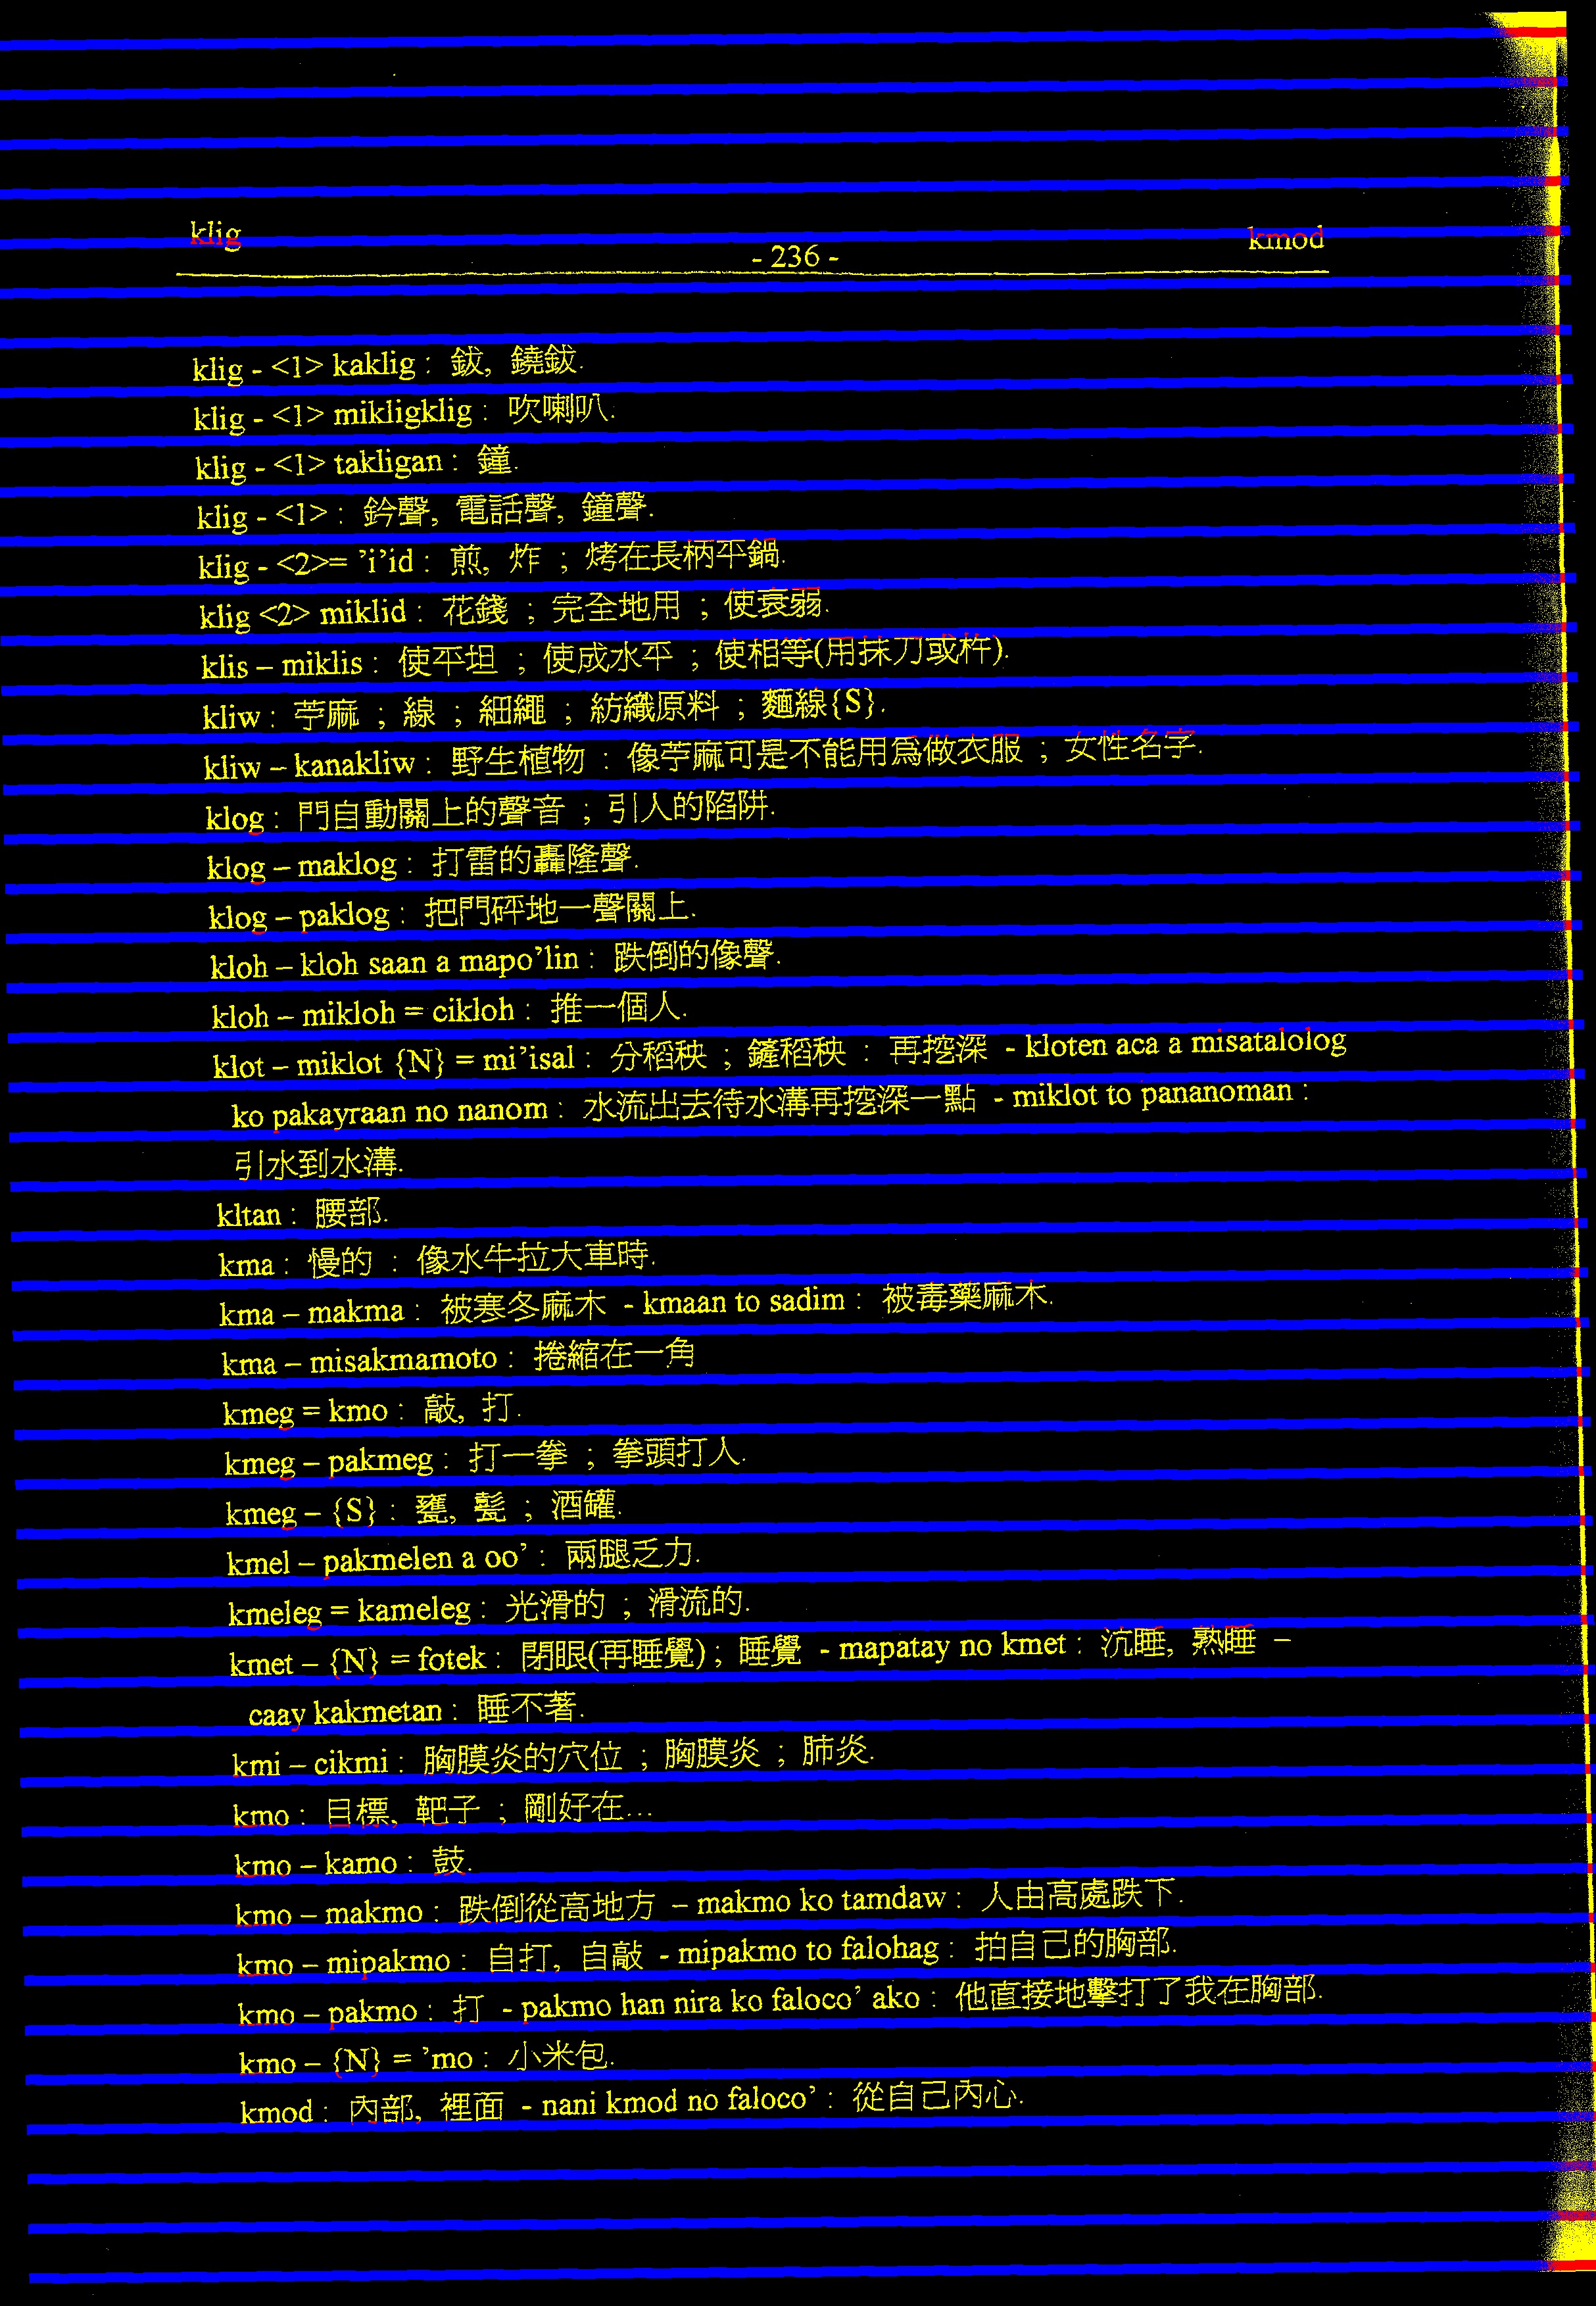 klig
- 236 -
kmod
klig - <1> kaklig : 鈸, 鐃鈸.
klig - <1> mikligklig : 吹喇叭.
klig - <1> takligan : 鐘.
klig - <1> : 鈴聲, 電話聲, 鐘聲.
klig - <2>= ’i’id : 煎, 炸 ; 烤在長柄平鍋.
klig <2> miklid : 花錢 ; 完全地用 ; 使衰弱.
klis – miklis : 使平坦 ; 使成水平 ; 使相等(用抹刀或杵).
kliw : 苧麻 ; 線 ; 細繩 ; 紡織原料 ; 麵線{S}.
kliw – kanakliw : 野生植物 : 像苧麻可是不能用為做衣服 ; 女性名字.
klog : 門自動關上的聲音 ; 引人的陷阱.
klog – maklog : 打雷的轟隆聲.
klog – paklog : 把門砰地一聲關上.
kloh – kloh saan a mapo’lin : 跌倒的像聲.
kloh – mikloh = cikloh : 推一個人.
klot – miklot {N} = mi’isal : 分稻秧 ; 鏟稻秧 : 再挖深 - kloten aca a misatalolog
ko pakayraan no nanom : 水流出去待水溝再挖深一點 - miklot to pananoman :
引水到水溝.
kltan : 腰部.
kma : 慢的 : 像水牛拉大車時.
kma – makma : 被寒冬麻木 - kmaan to sadim : 被毒藥麻木.
kma – misakmamoto : 捲縮在一角
kmeg = kmo : 敲, 打.
kmeg – pakmeg : 打一拳 ; 拳頭打人.
kmeg – {S} : 甕, 髦 ; 酒罐.
kmel – pakmelen a oo’ : 兩腿乏力.
kmeleg = kameleg : 光滑的 ; 滑流的.
kmet – {N} = fotek : 閉眼(再睡覺) ; 睡覺 - mapatay no kmet : 沉睡, 熟睡 –
caay kakmetan : 睡不著.
kmi – cikmi : 胸膜炎的穴位 ; 胸膜炎 ; 肺炎.
kmo : 目標, 靶子 ; 剛好在...
kmo – kamo : 鼓.
kmo – makmo : 跌倒從高地方 – makmo ko tamdaw : 人由高處跌下.
kmo – mipakmo : 自打, 自敲 - mipakmo to falohag : 拍自己的胸部.
kmo – pakmo : 打 - pakmo han nira ko faloco’ ako : 他直接地擊打了我在胸部.
kmo – {N} = ’mo : 小米包.
kmod : 內部, 裡面 - nani kmod no faloco’ : 從自己內心.